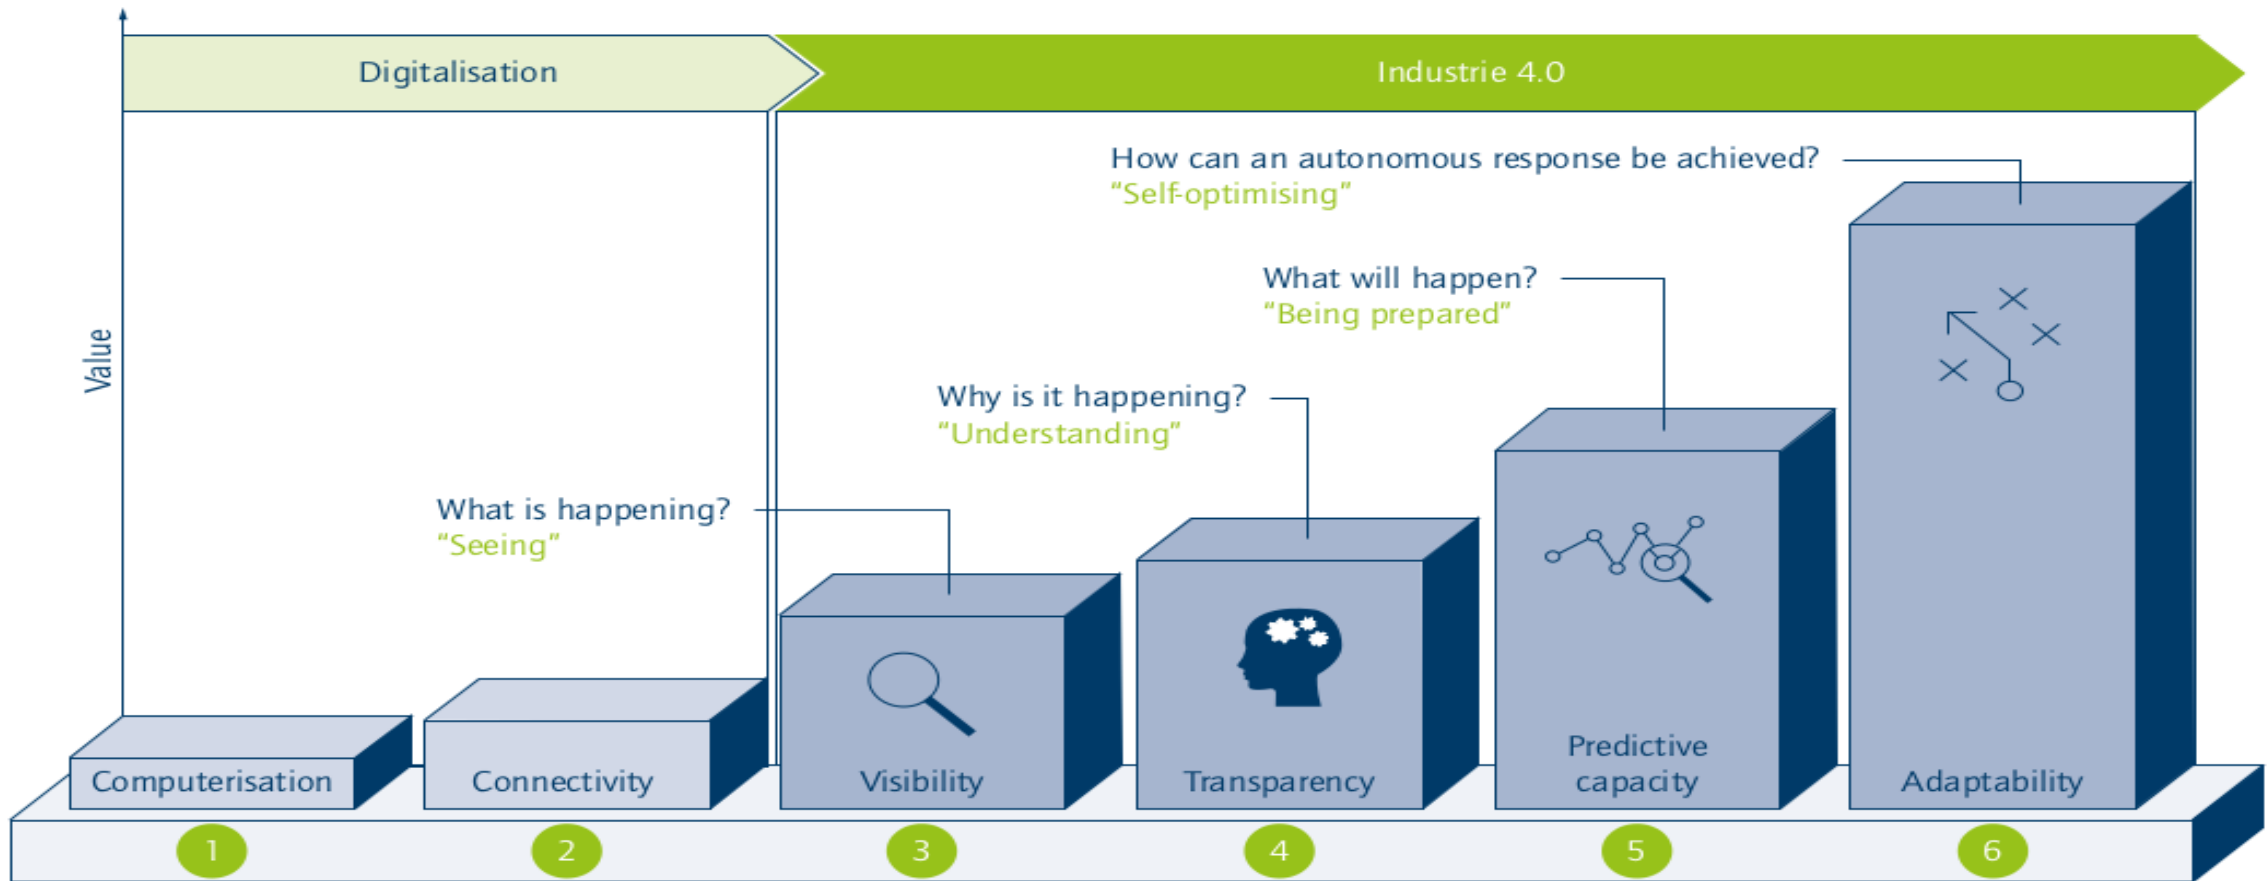 Digitalisation
Industrie 4.0
How can an autonomous response be achieved?
“Self-optimising”
What will happen?
“Being prepared”
Value
Why is it happening?
“Understanding”
What is happening?
“Seeing”
Computerisation
Connectivity
Visibility
Transparency
Predictive
capacity
Adaptability
1
2
3
4
5
6